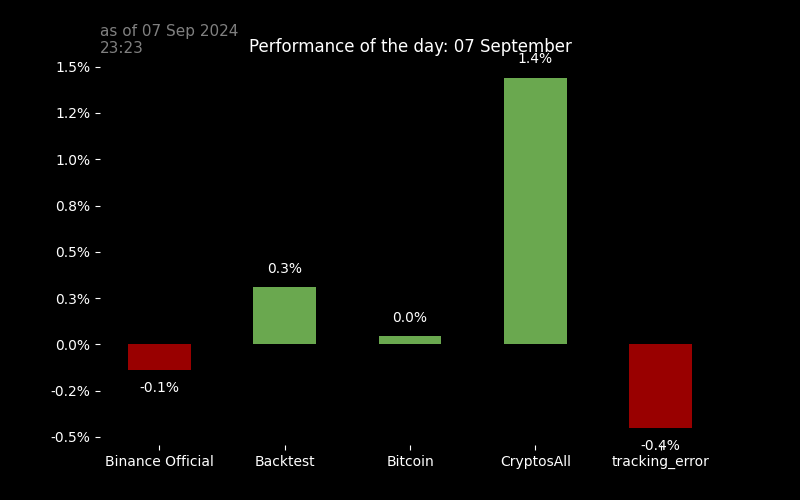 as of 07 Sep 2024
23:23
Performance of the day: 07 September
1.5%
1.2%
1.0%
0.8%
0.5%
0.3%
0.0%
-0.2%
-0.5%
-0.1%
0.3%
0.0%
1.4%
-0.4%
Binance Official
Backtest
Bitcoin
CryptosAll
tracking_error